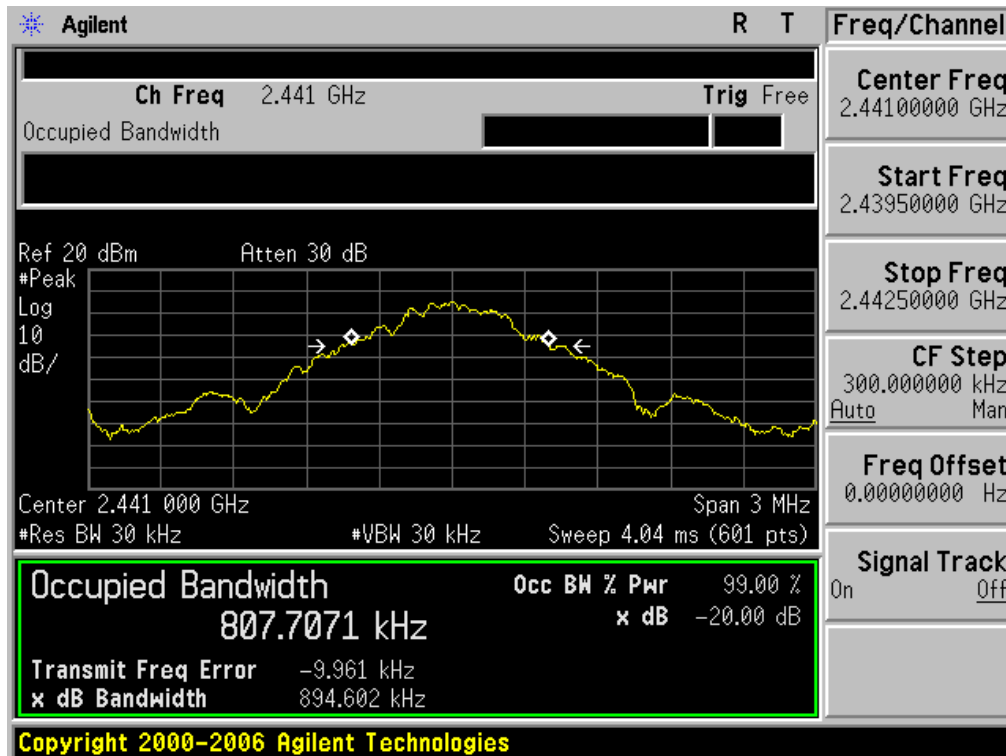 Agilent R T
Freq/Channel
Ch Freq 2.441 GHz Trig Free
Occupied Bandwidth
Center Freq
2.44100000 GHz
Start Freq
2.43950000 GHz
Stop Freq
2.44250000 GHz
CF Step
300.000000 kHz
Auto Man
Freq Offset
0.00000000 Hz
Signal Track
On Off
Ref 20 dBm Atten 30 dB
#Peak
Log
10
dB/
Center 2.441 000 GHz Span 3 MHz
#Res BW 30 kHz #VBW 30 kHz Sweep 4.04 ms (601 pts)
Occupied Bandwidth
807.7071 kHz
Occ BW % Pwr 99.00 %
x dB -20.00 dB
Transmit Freq Error -9.961 kHz
x dB Bandwidth 894.602 kHz
Copyright 2000-2006 Agilent Technologies